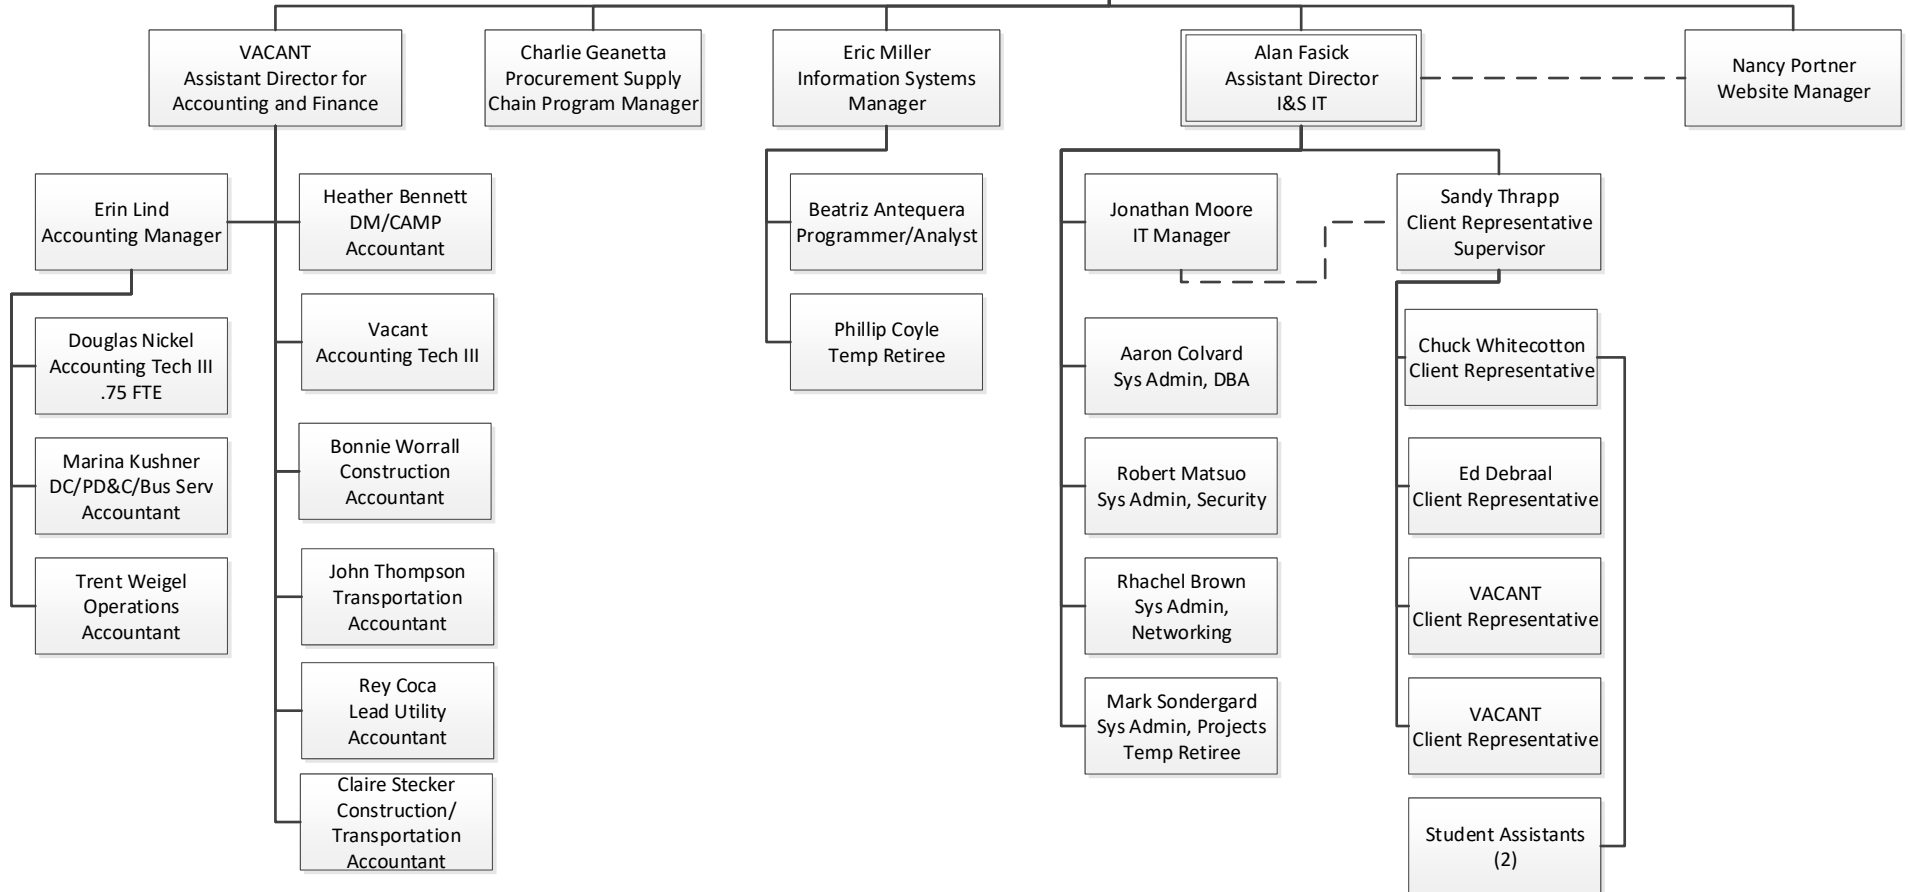 VACANT
Assistant Director for
Accounting and Finance
Charlie Geanetta
Procurement Supply
Chain Program Manager
Eric Miller
Information Systems
Manager
Alan Fasick
Assistant Director
I&S IT
Nancy Portner
Website Manager
Erin Lind
Accounting Manager
Douglas Nickel
Accounting Tech III
.75 FTE
Marina Kushner
DC/PD&C/Bus Serv
Accountant
Trent Weigel
Operations
Accountant
Heather Bennett
DM/CAMP
Accountant
Vacant
Accounting Tech III
Bonnie Worrall
Construction
Accountant
John Thompson
Transportation
Accountant
Rey Coca
Lead Utility
Accountant
Claire Stecker
Construction/
Transportation
Accountant
Beatriz Antequera
Programmer/Analyst
Phillip Coyle
Temp Retiree
Jonathan Moore
IT Manager
Aaron Colvard
Sys Admin, DBA
Robert Matsuo
Sys Admin, Security
Rhachel Brown
Sys Admin,
Networking
Mark Sondergard
Sys Admin, Projects
Temp Retiree
Sandy Thrapp
Client Representative
Supervisor
Chuck Whitecotton
Client Representative
Ed Debraal
Client Representative
VACANT
Client Representative
VACANT
Client Representative
Student Assistants
(2)